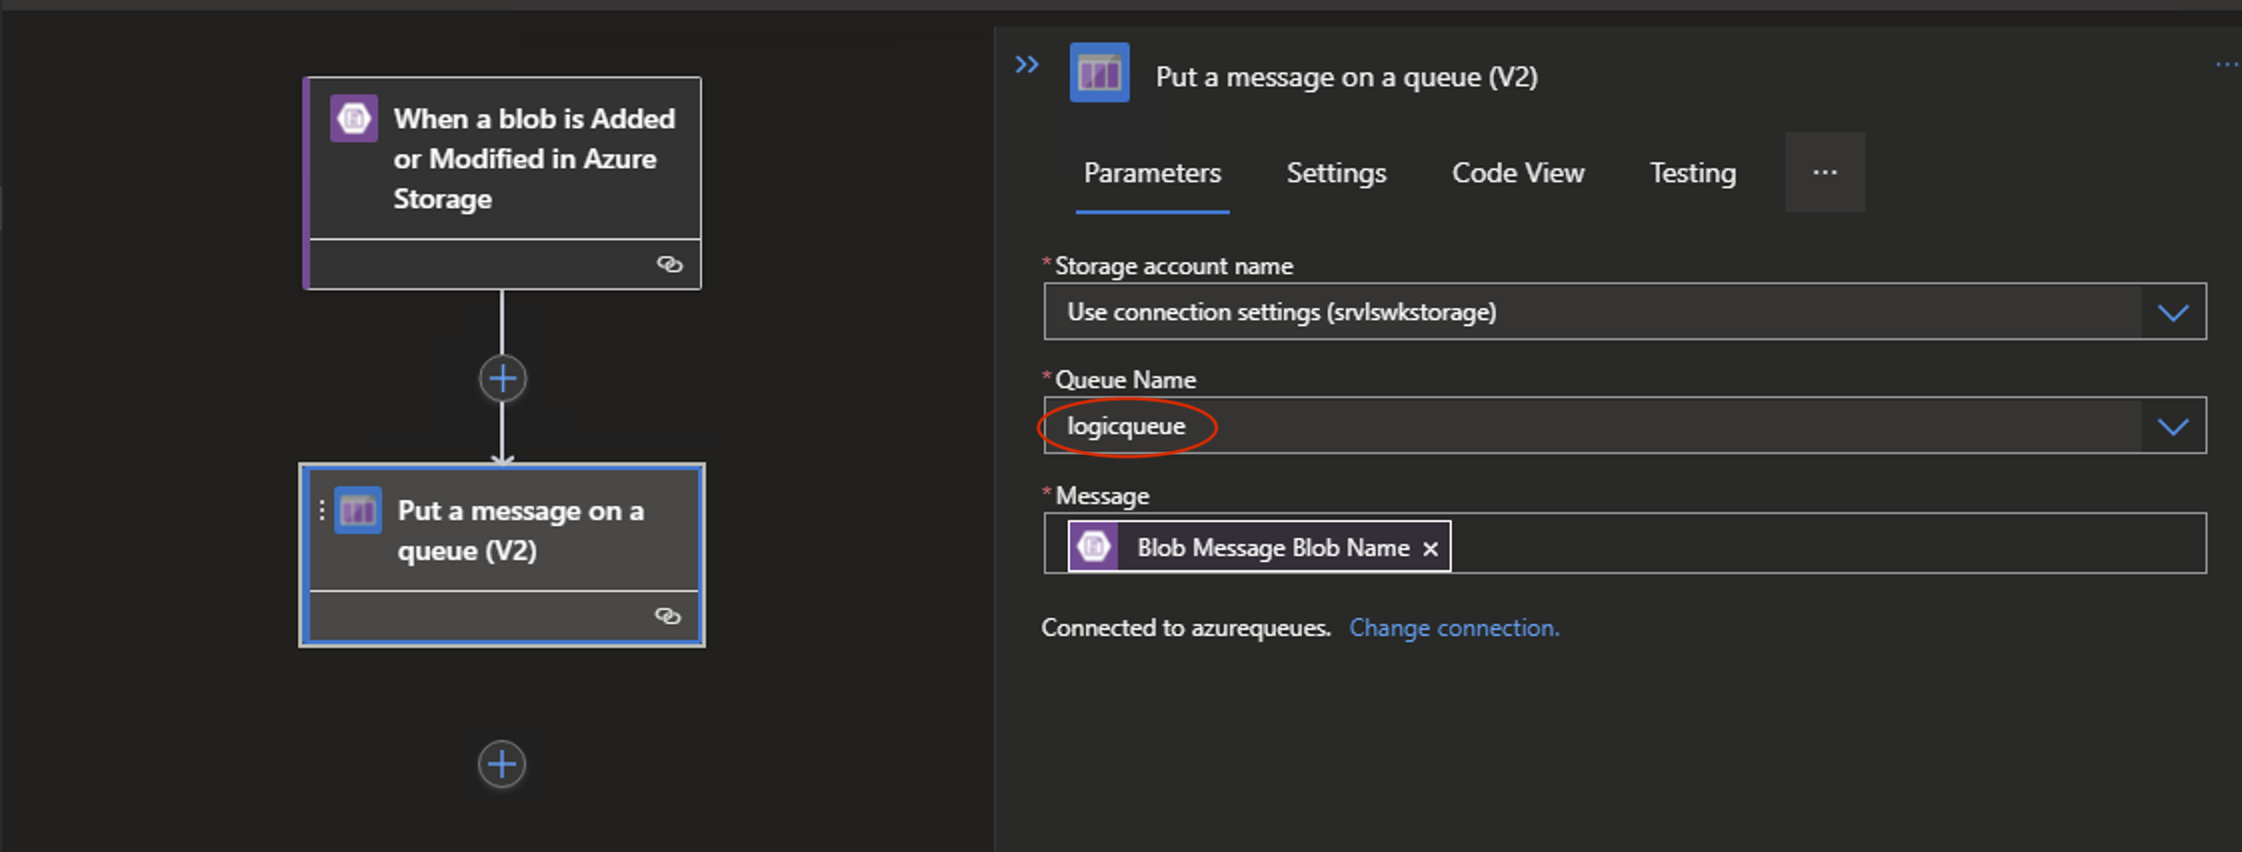 When a blob is Added
or Modified in Azure
Storage
Put a message on a
queue (V2)
Put a message on a queue (V2)
Parameters Settings Code View Testing ...
*Storage account name
Use connection settings (srvlswkstorage)
*Queue Name
logicqueue
*Message
Blob Message Blob Name ×
Connected to azurequeues. Change connection.